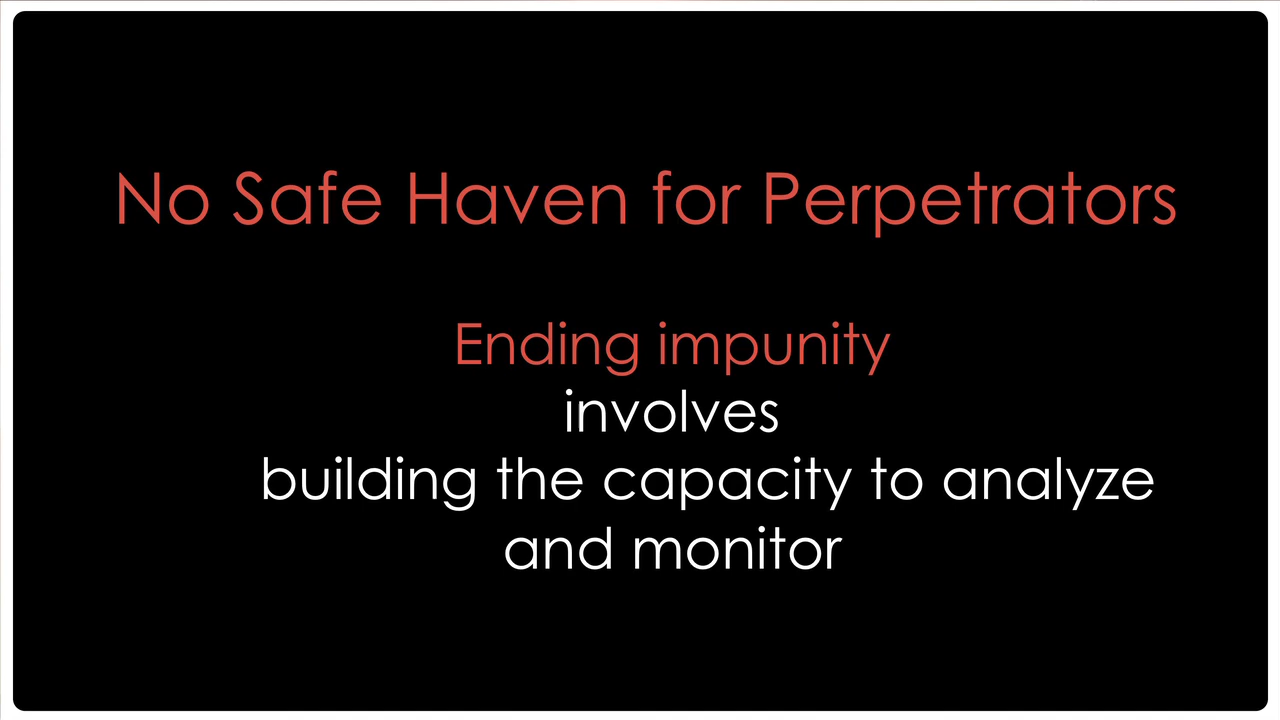 No Safe Haven for Perpetrators
Ending impunity
involves
building the capacity to analyze
and monitor